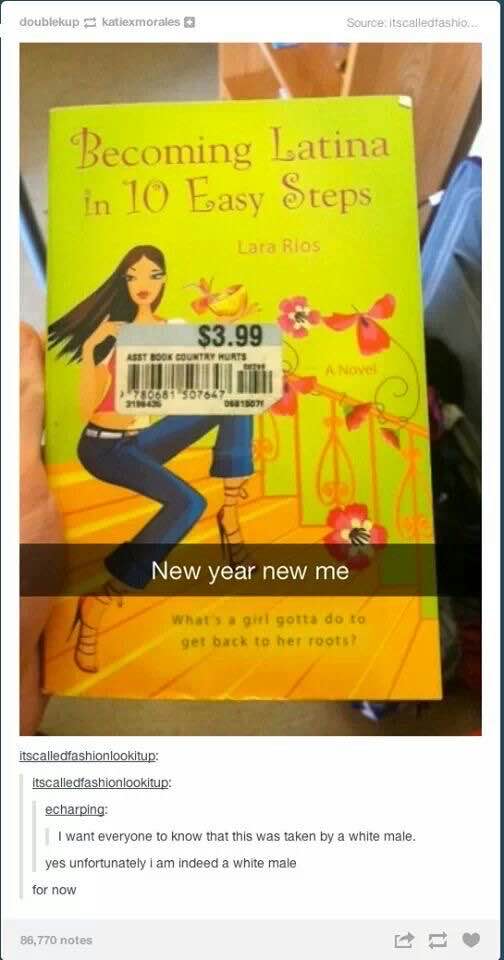 doublekup katiexmorales
Source: itscalledfashio...
Becoming Latina
in 10 Easy Steps
Lara Rios
$3.99
ASST BOOK COUNTRY HURTS
A Novel
New year new me
What's a girl gotta do to
get back to her roots?
itscalledfashionlookitup:
itscalledfashionlookitup:
echarping:
I want everyone to know that this was taken by a white male.
yes unfortunately i am indeed a white male
for now
86,770 notes